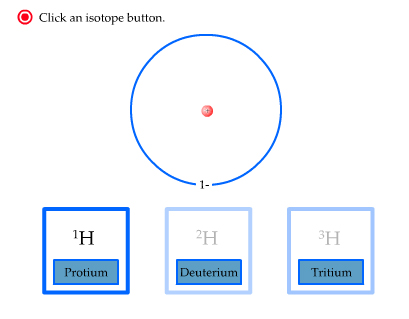 Click an isotope button.
+
1-
¹H
²H
³H
Protium
Deuterium
Tritium